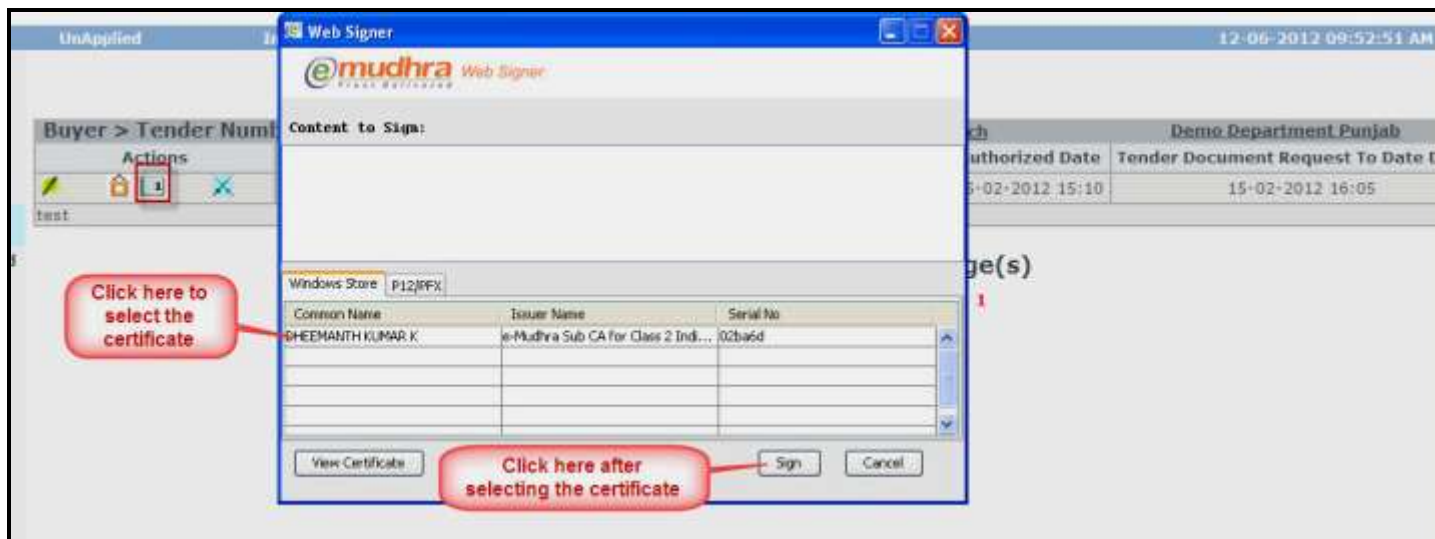 UnApplied
12-06-2012 09:52:51 AM
Web Signer
emudhra Web Signer
Content to Sign:
Buyer > Tender Numb
Demo Department Punjab
Actions
uthorized Date
Tender Document Request To Date D
1
-02-2012 15:10
15-02-2012 16:05
test
ge(s)
1
Click here to
select the
certificate
Windows Store
P12/PFX
Common Name
Issuer Name
Serial No
DHEEMANTH KUMAR K
e-Mudhra Sub CA for Class 2 Indi...
02ba6d
View Certificate
Click here after
selecting the certificate
Sign
Cancel